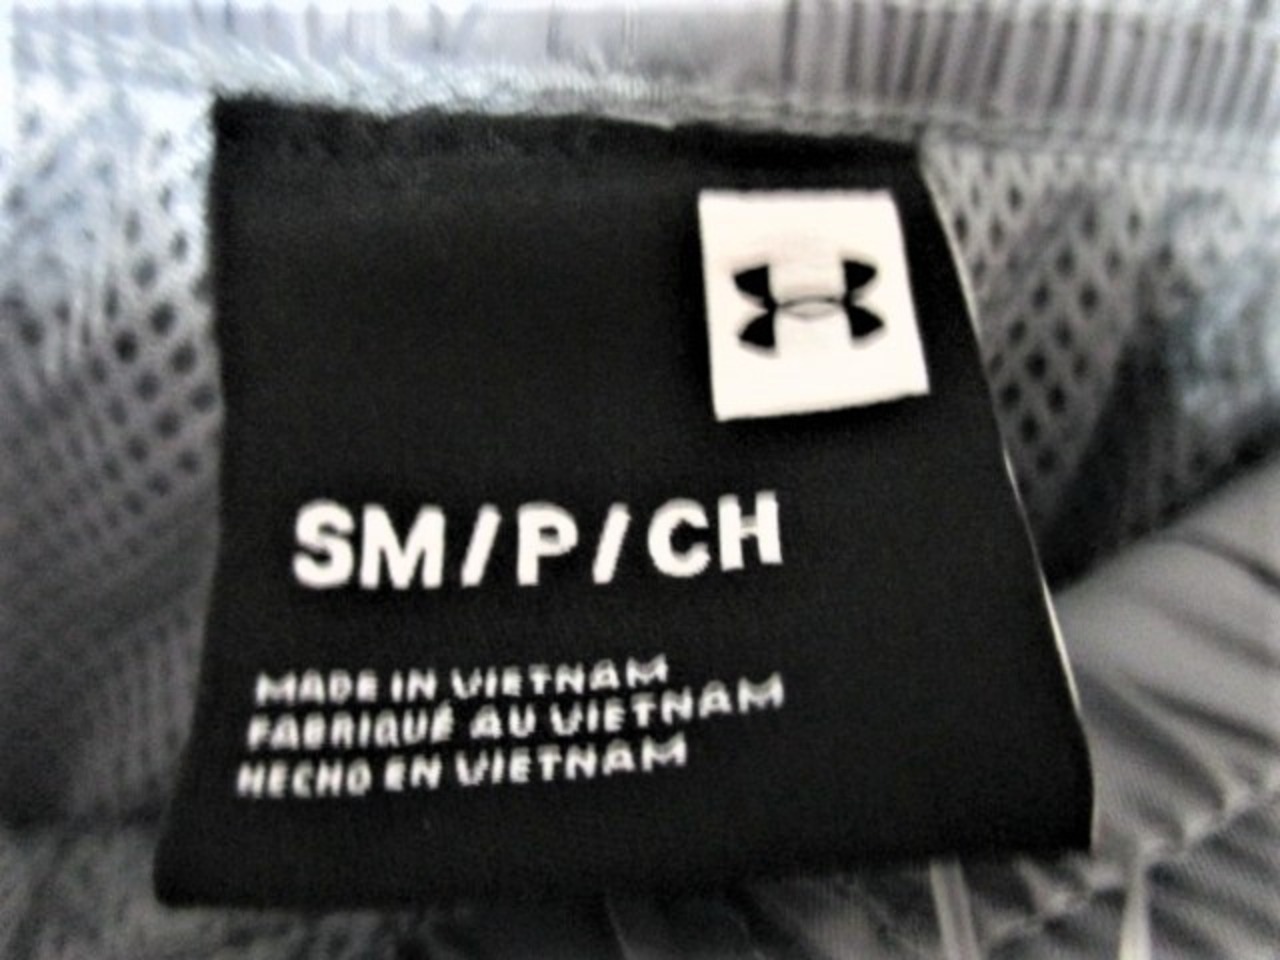 SM/P/CH
MADE IN VIETNAM
FABRIQUÉ AU VIETNAM
HECHO EN VIETNAM